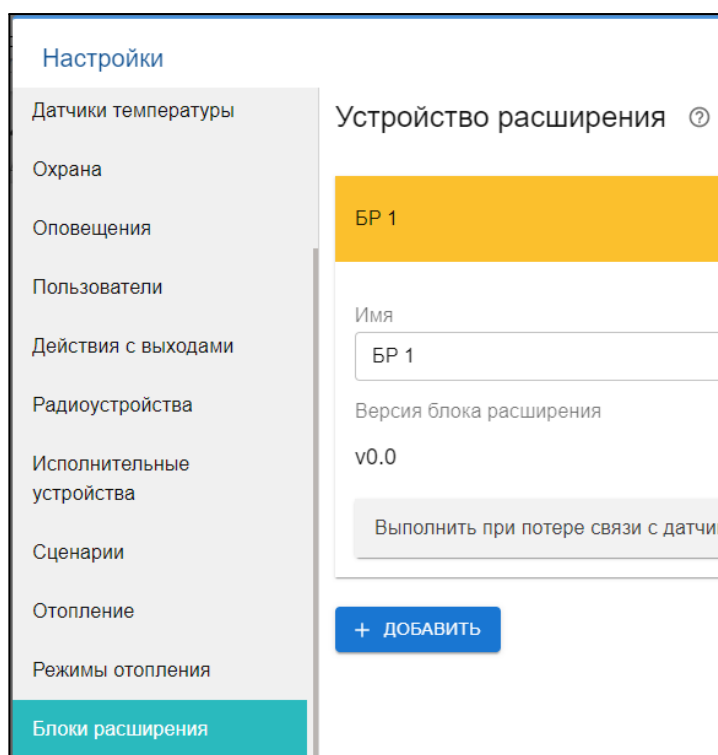 Настройки
Датчики температуры
Охрана
Оповещения
Пользователи
Действия с выходами
Радиоустройства
Исполнительные
устройства
Сценарии
Отопление
Режимы отопления
Блоки расширения
Устройство расширения
БР 1
Имя
БР 1
Версия блока расширения
v0.0
Выполнить при потере связи с датчи
+ ДОБАВИТЬ